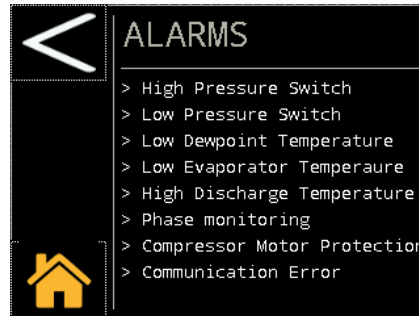 ALARMS
> High Pressure Switch
> Low Pressure Switch
> Low Dewpoint Temperature
> Low Evaporator Temperaure
> High Discharge Temperature
> Phase monitoring
> Compressor Motor Protection
> Communication Error